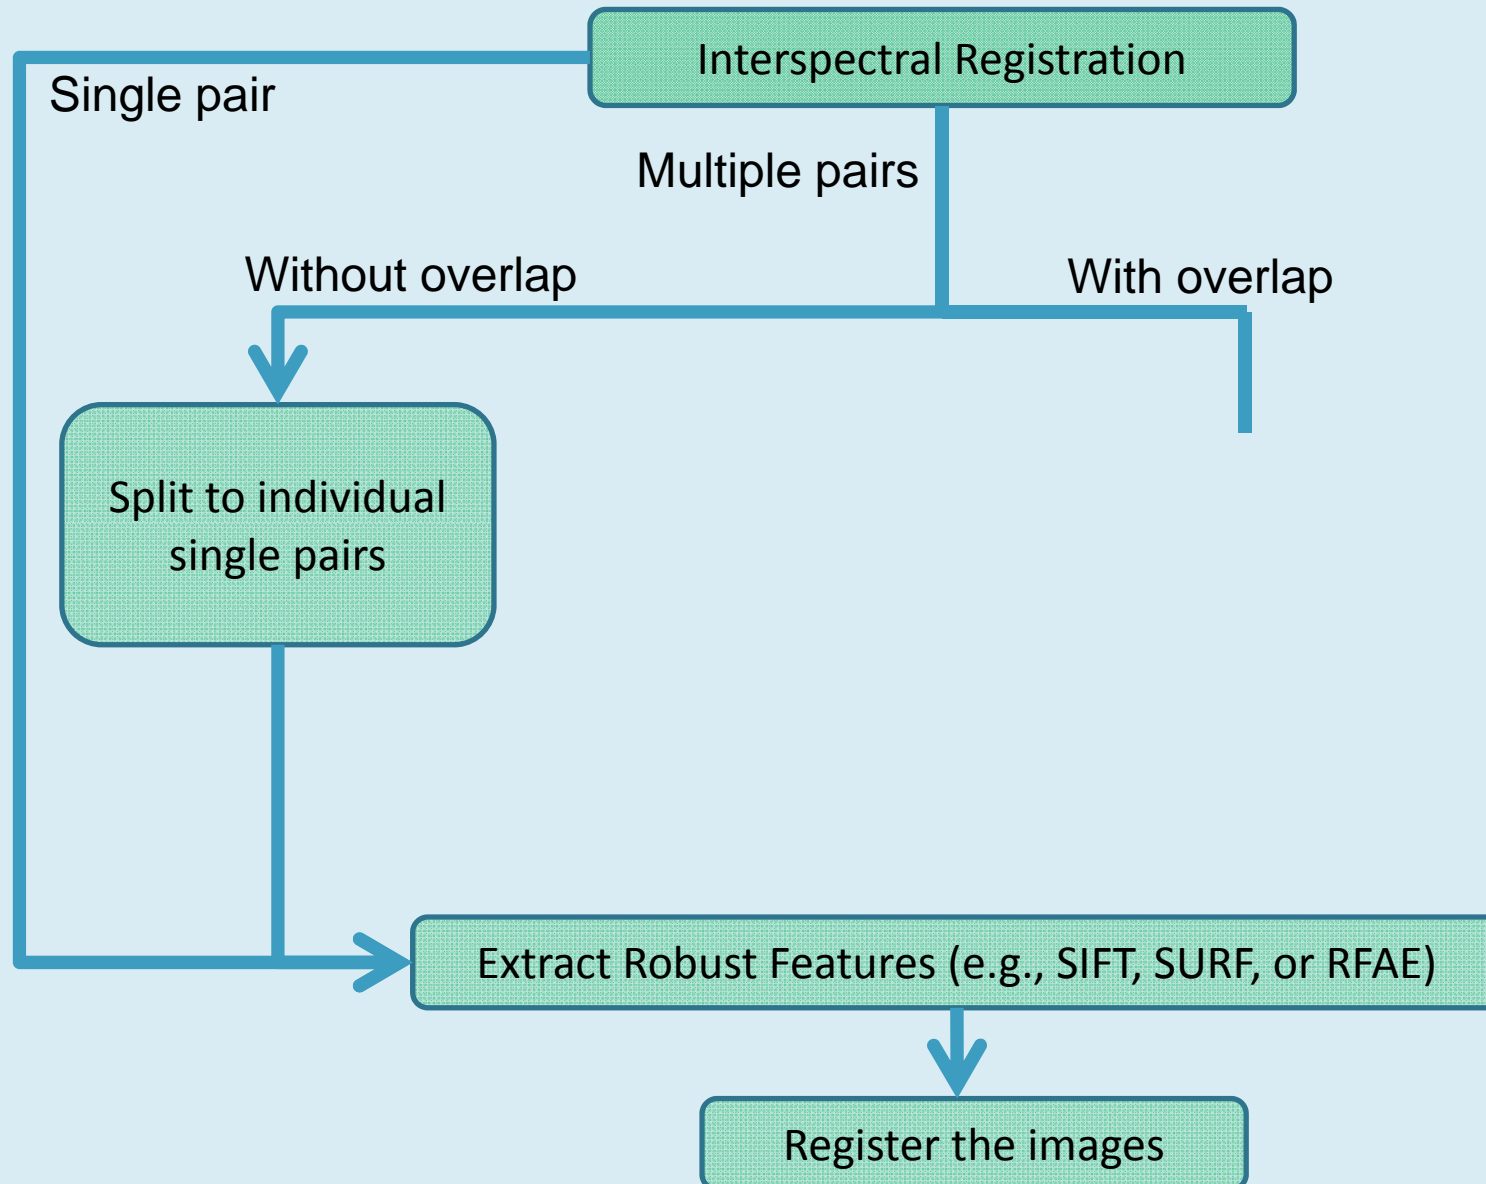 Interspectral Registration
Single pair
Multiple pairs
Without overlap
With overlap
Split to individual
single pairs
Extract Robust Features (e.g., SIFT, SURF, or RFAE)
Register the images